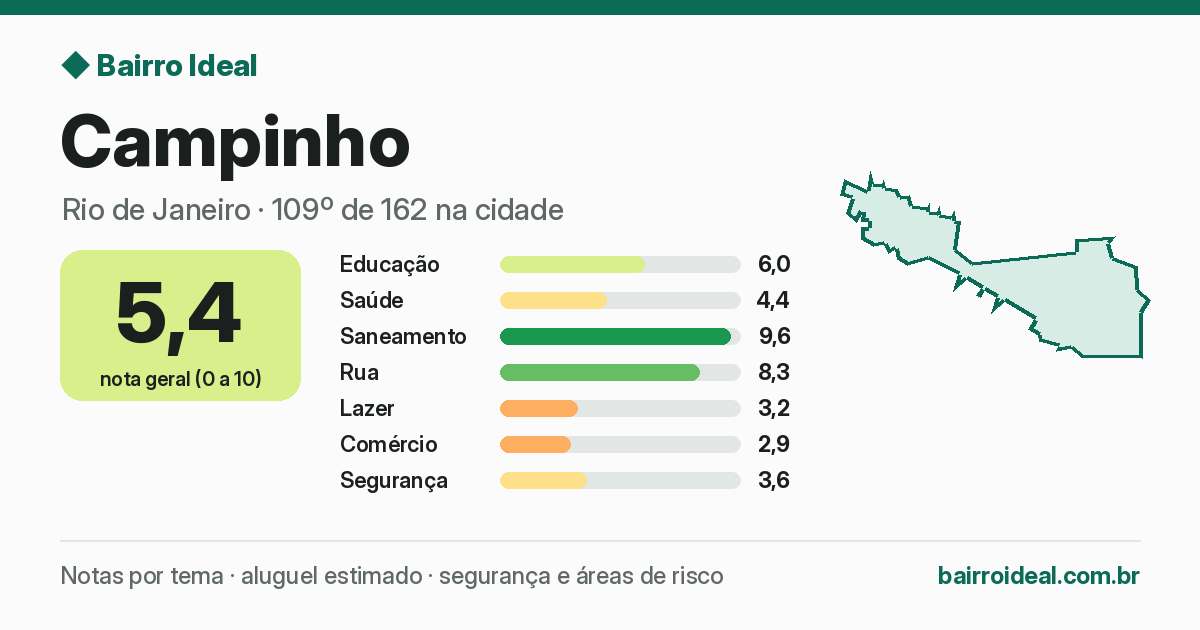 Bairro Ideal
Campinho
Rio de Janeiro · 109º de 162 na cidade
5,4
nota geral (0 a 10)
Educação 6,0
Saúde 4,4
Saneamento 9,6
Rua 8,3
Lazer 3,2
Comércio 2,9
Segurança 3,6
Notas por tema · aluguel estimado · segurança e áreas de risco
bairroideal.com.br